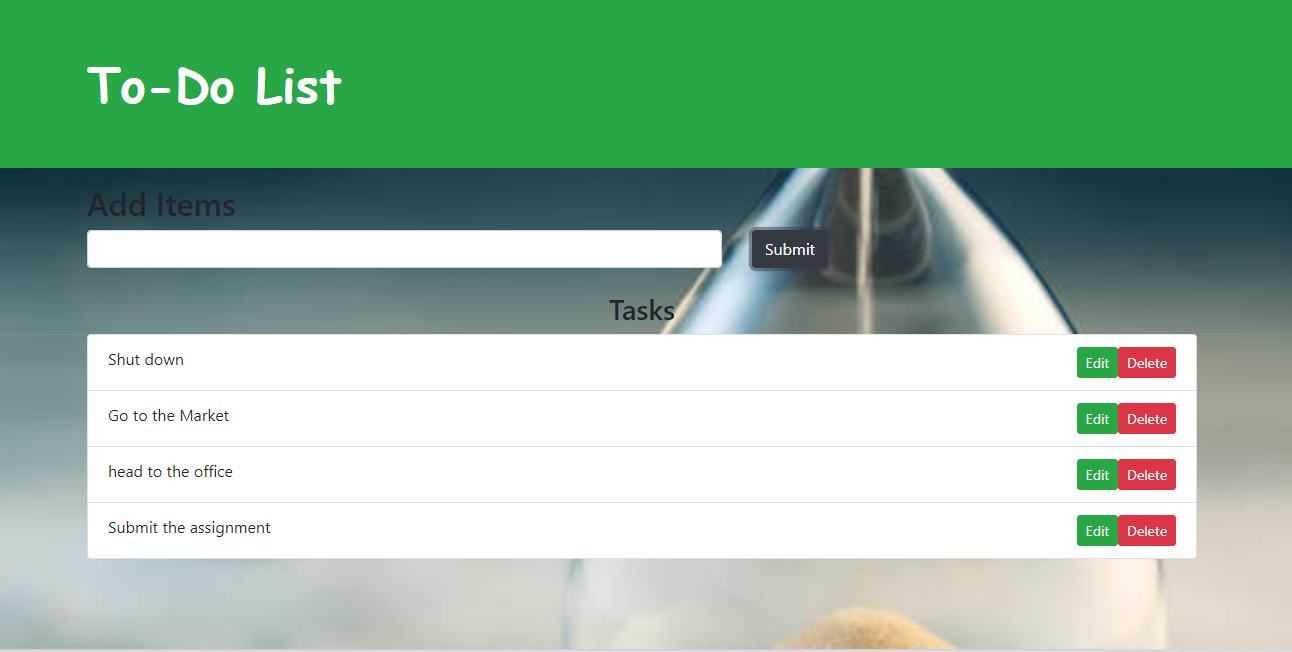 To-Do List
Add Items
Submit
Tasks
Shut down Edit Delete
Go to the Market Edit Delete
head to the office Edit Delete
Submit the assignment Edit Delete